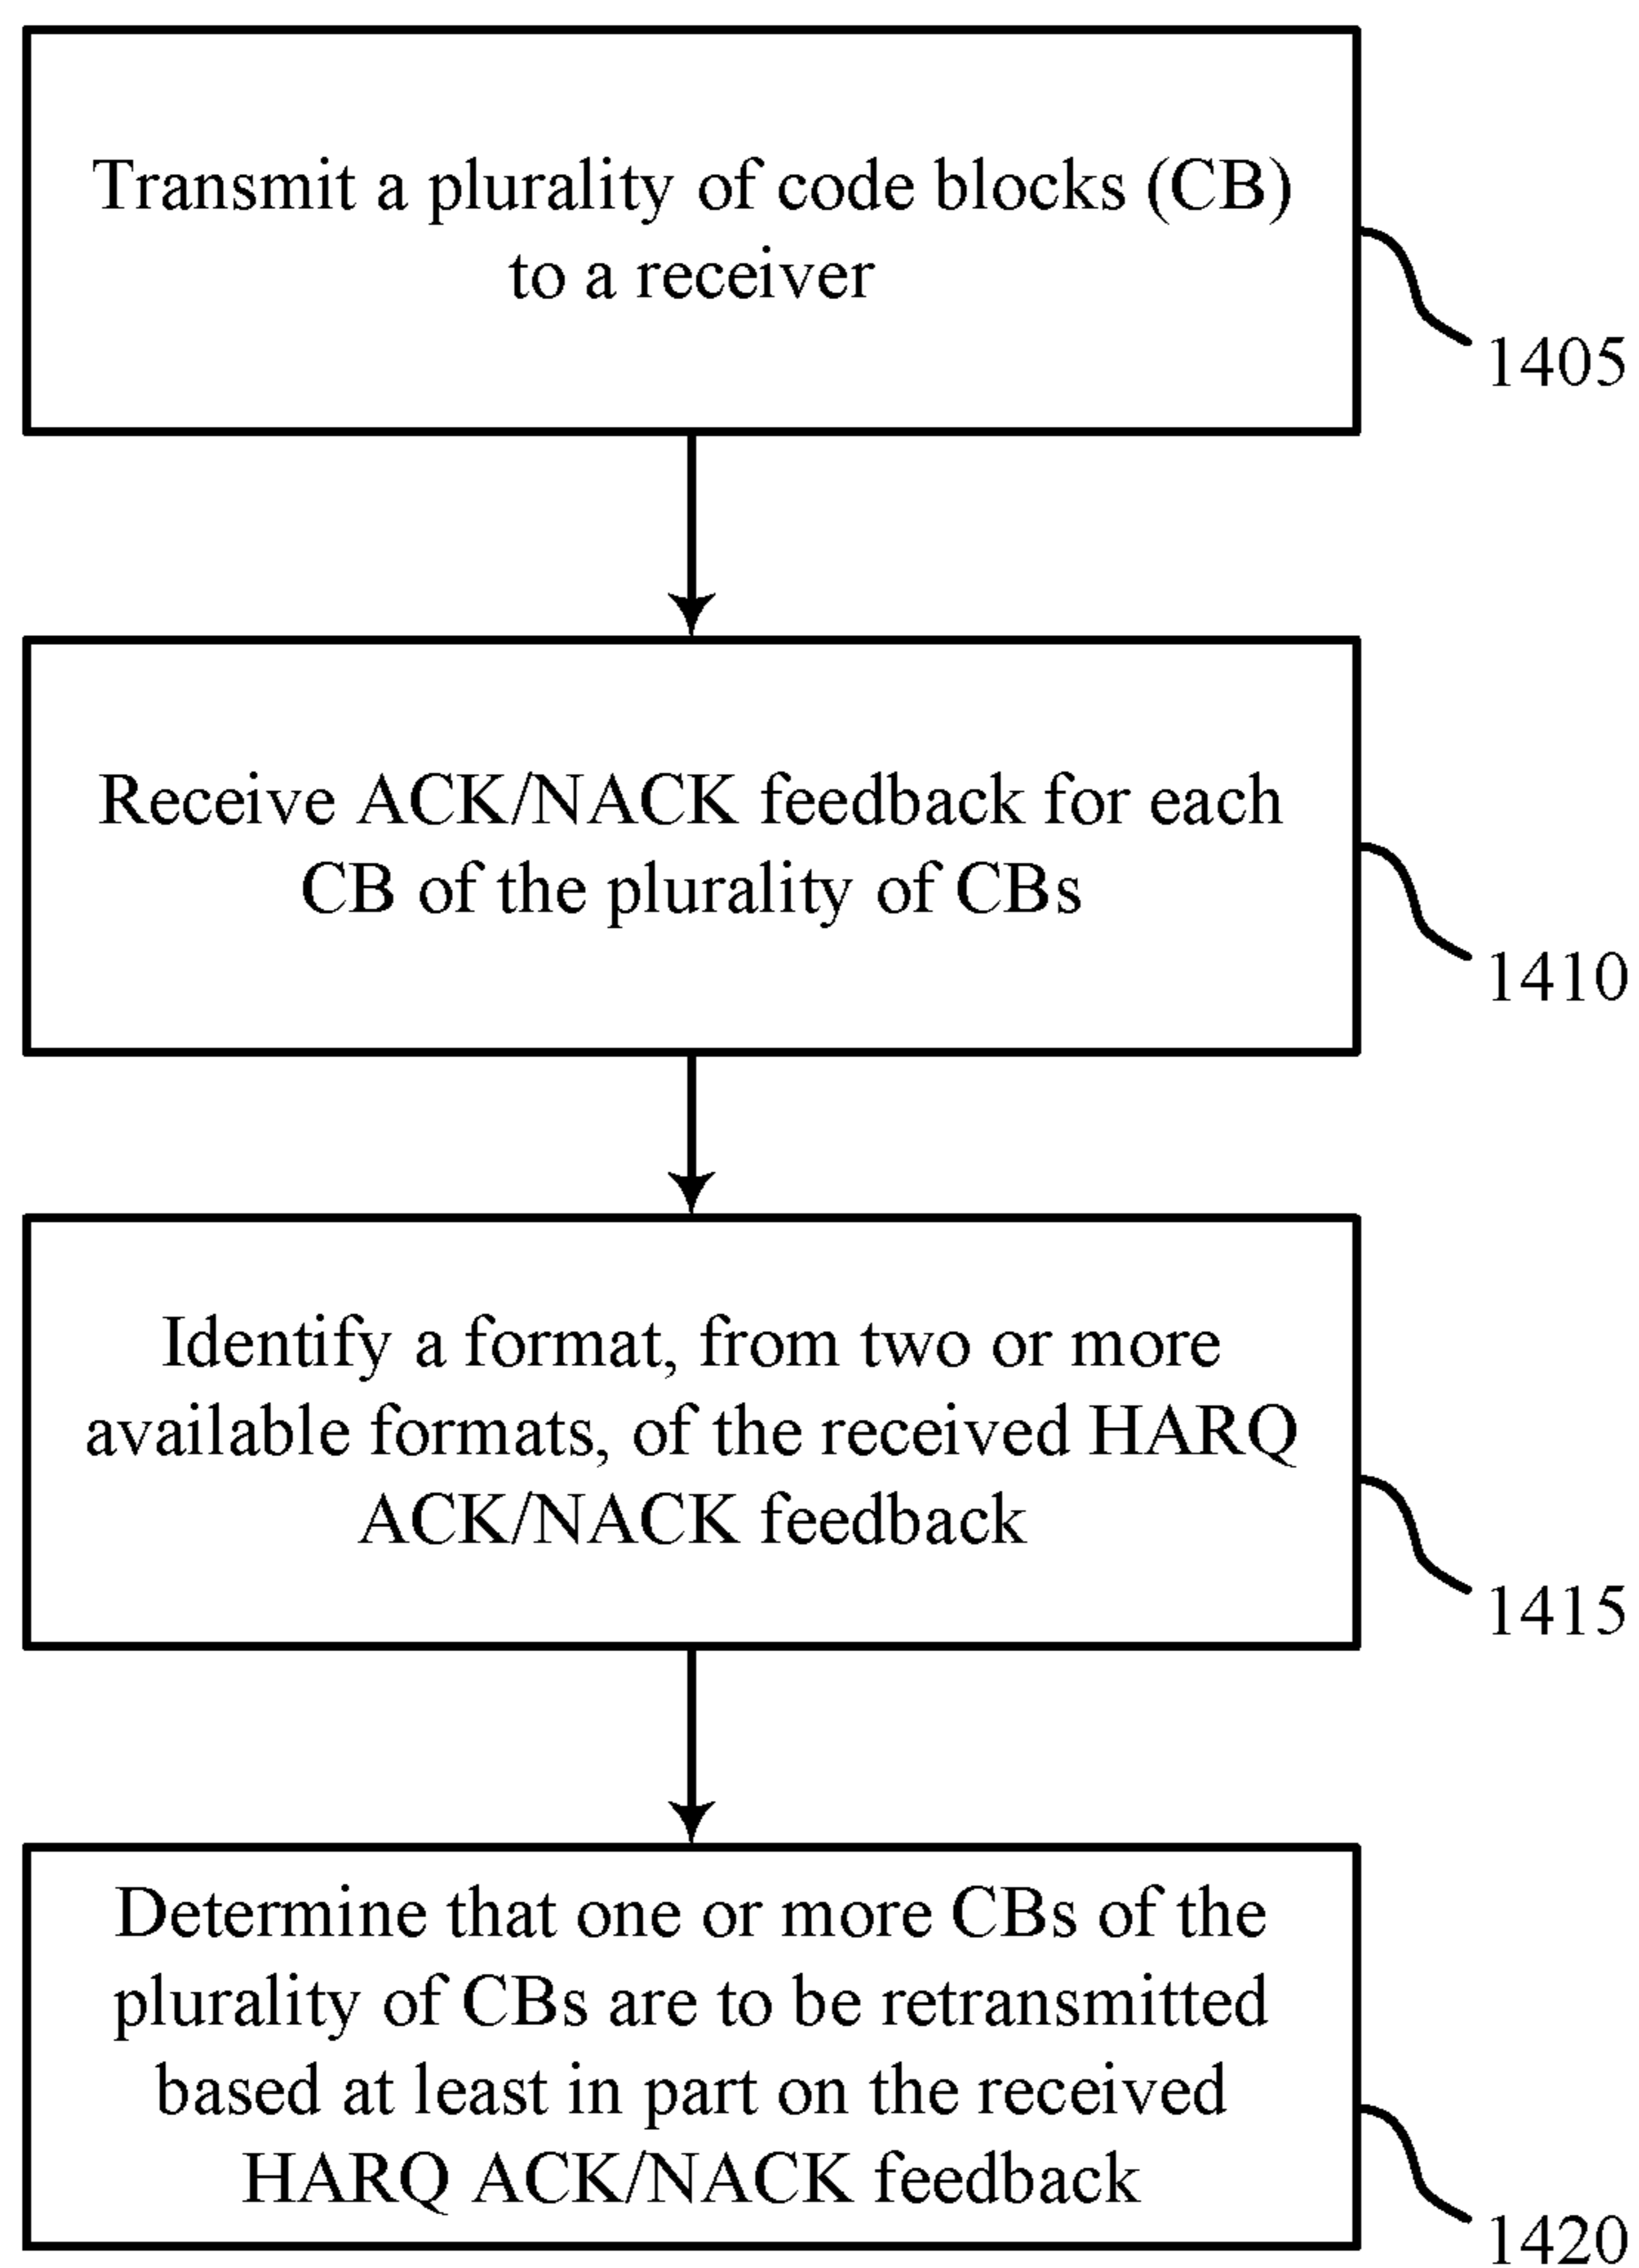 Transmit a plurality of code blocks (CB)
to a receiver
1405
Receive ACK/NACK feedback for each
CB of the plurality of CBs
1410
Identify a format, from two or more
available formats, of the received HARQ
ACK/NACK feedback
1415
Determine that one or more CBs of the
plurality of CBs are to be retransmitted
based at least in part on the received
HARQ ACK/NACK feedback
1420